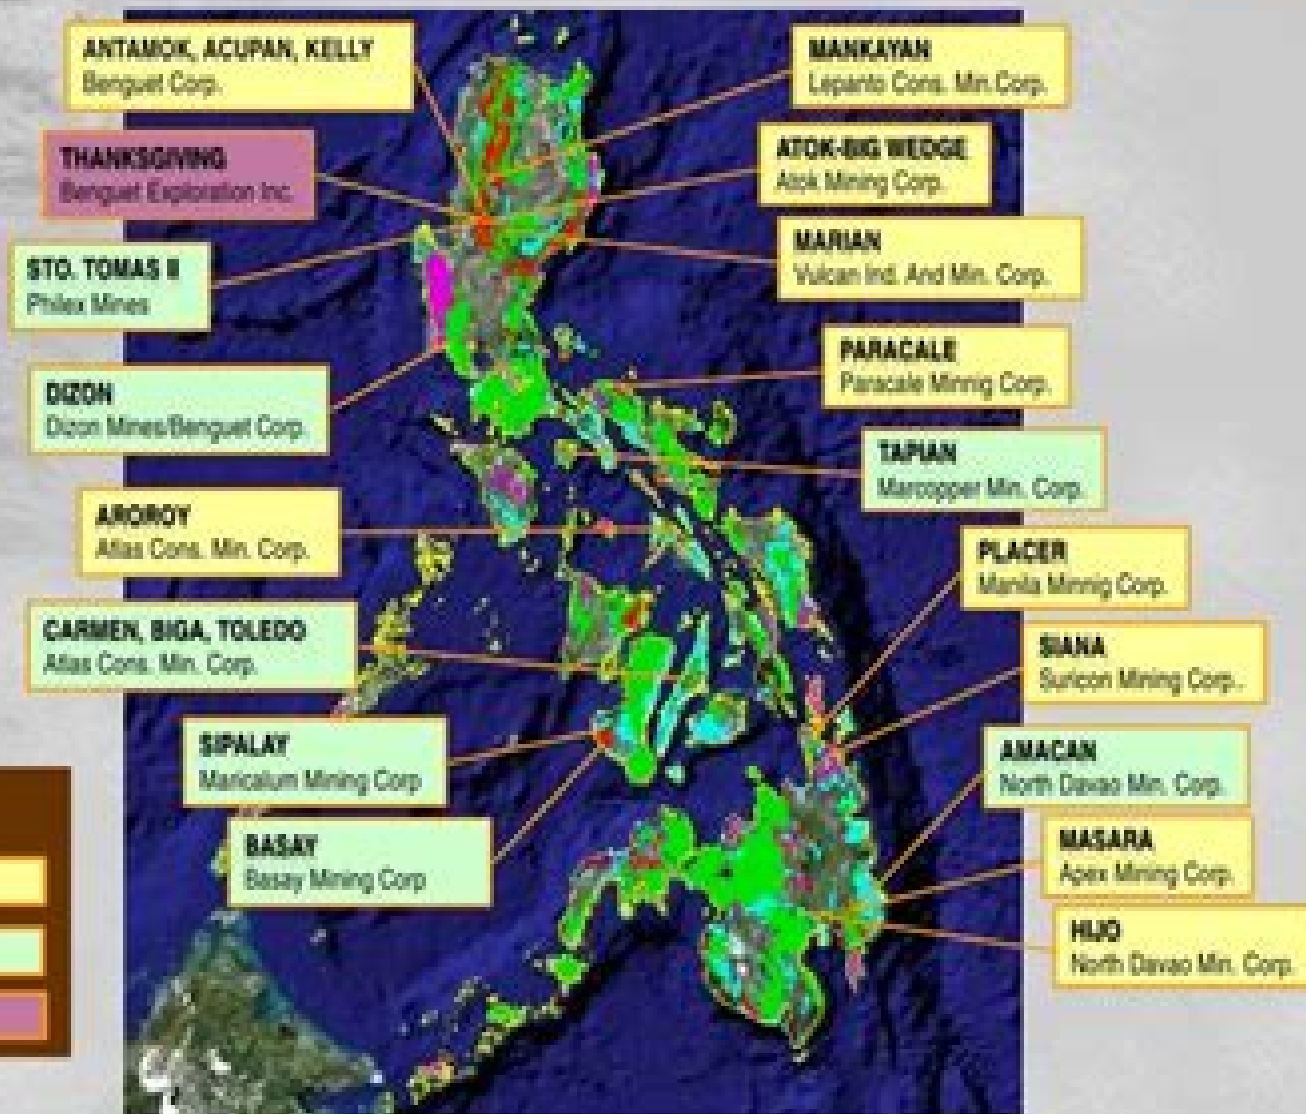 ANTAMOK, ACUPAN, KELLY
Benguet Corp.
THANKSGIVING
Benguet Exploration Inc.
STO. TOMAS II
Philex Mines
DIZON
Dizon Mines/Benguet Corp.
AROROY
Atlas Cons. Min. Corp.
CARMEN, BIGA, TOLEDO
Atlas Cons. Min. Corp.
SIPALAY
Maricalum Mining Corp
BASAY
Basay Mining Corp
MANKAYAN
Lepanto Cons. Min.Corp.
ATOK-BIG WEDGE
Atok Mining Corp.
MARIAN
Vulcan Ind. And Min. Corp.
PARACALE
Paracale Minnig Corp.
TAPIAN
Marcopper Min. Corp.
PLACER
Manila Minnig Corp.
SIANA
Suricon Mining Corp..
AMACAN
North Davao Min. Corp.
MASARA
Apex Mining Corp.
HIJO
North Davao Min. Corp.